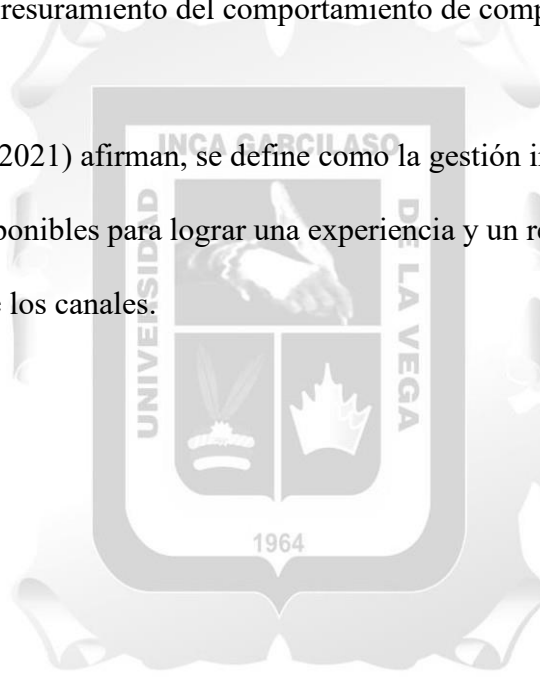 resuramiento del comportamiento de comp
2021) afirman, se define como la gestión i
ponibles para lograr una experiencia y un r
e los canales.
INCA GARCILASO
UNIVERSIDAD
DE LA VEGA
1964